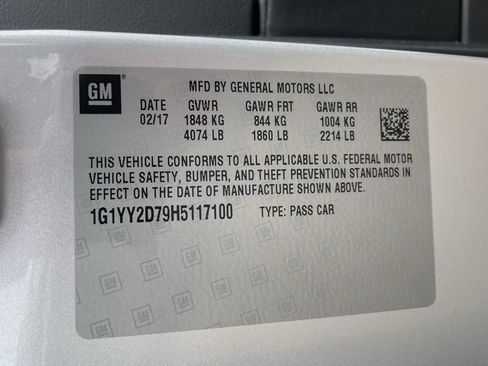 GM
MFD BY GENERAL MOTORS LLC
DATE GVWR GAWR FRT GAWR RR
02/17 1848 KG 844 KG 1004 KG
4074 LB 1860 LB 2214 LB
THIS VEHICLE CONFORMS TO ALL APPLICABLE U.S. FEDERAL MOTOR
VEHICLE SAFETY, BUMPER, AND THEFT PREVENTION STANDARDS IN
EFFECT ON THE DATE OF MANUFACTURE SHOWN ABOVE.
1G1YY2D79H5117100 TYPE: PASS CAR